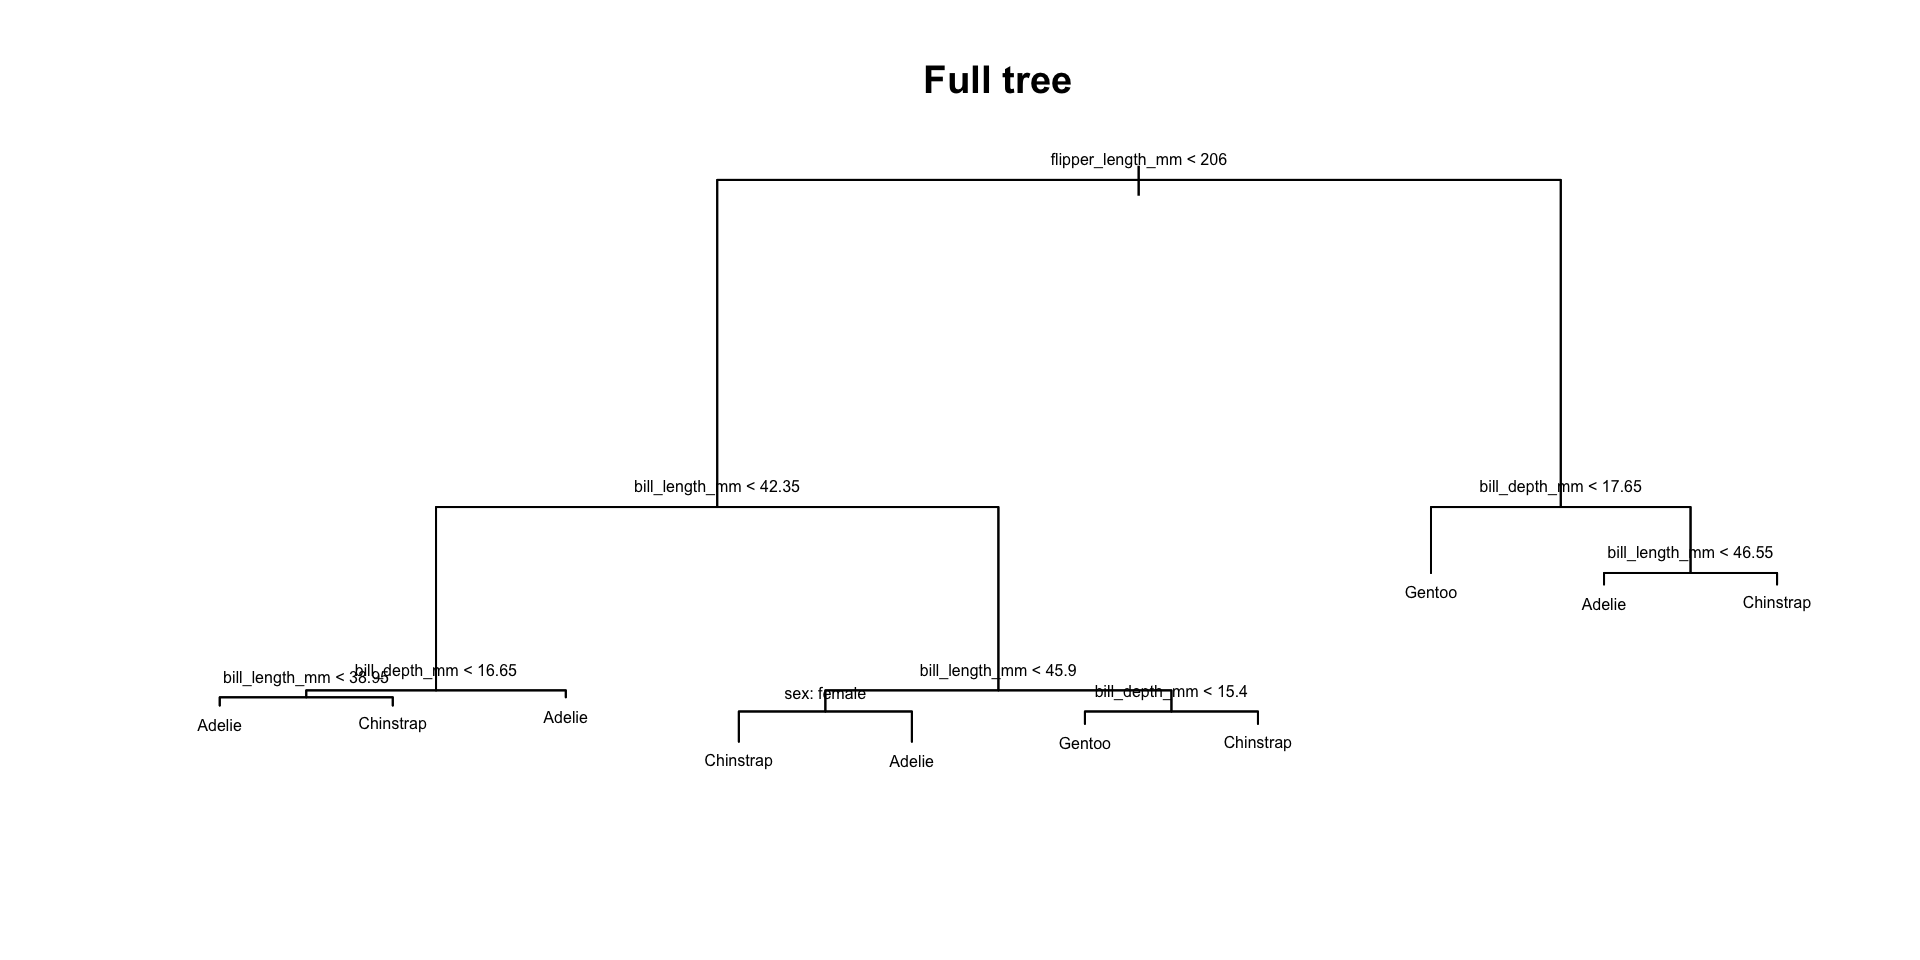 Full tree
flipper_length_mm < 206
bill_length_mm < 42.35
bill_depth_mm < 17.65
bill_length_mm < 46.55
Gentoo
Adelie
Chinstrap
bill_depth_mm < 16.65
bill_length_mm < 38.95
bill_length_mm < 45.9
sex: female
bill_depth_mm < 15.4
Adelie
Chinstrap
Adelie
Chinstrap
Adelie
Gentoo
Chinstrap